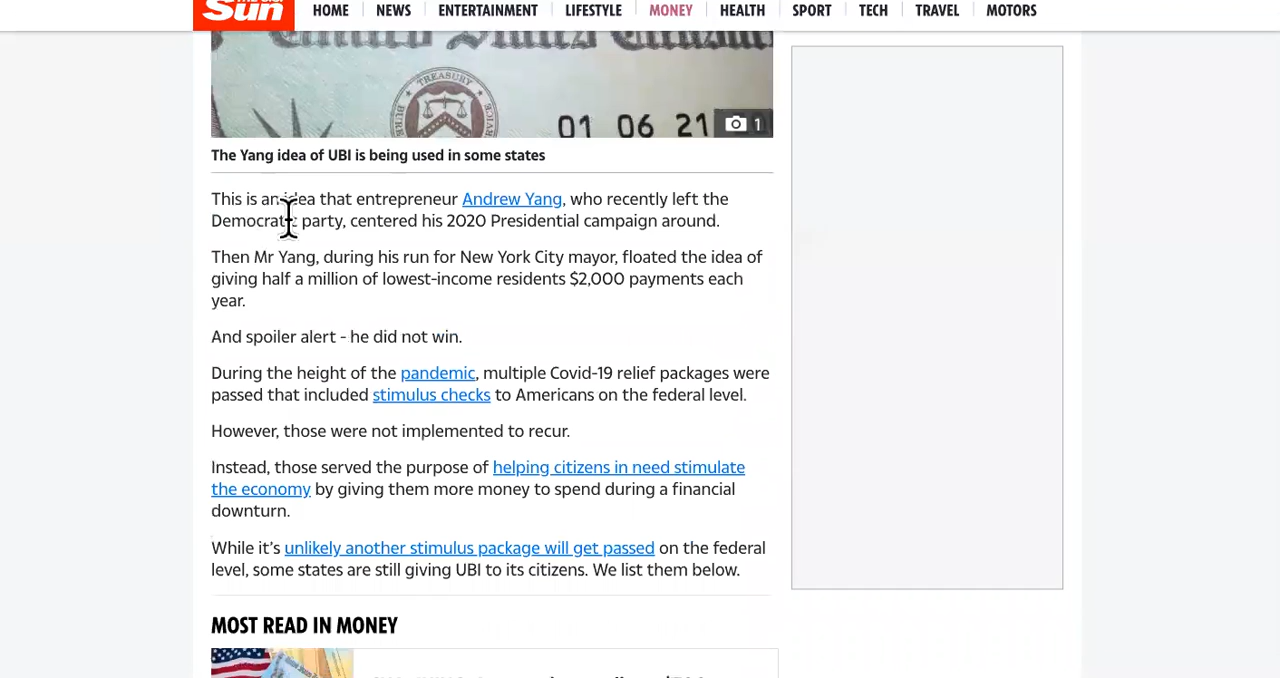 Sun
HOME NEWS ENTERTAINMENT LIFESTYLE MONEY HEALTH SPORT TECH TRAVEL MOTORS
TREASURY
01 06 21
1
The Yang idea of UBI is being used in some states
This is an idea that entrepreneur Andrew Yang, who recently left the
Democratic party, centered his 2020 Presidential campaign around.
Then Mr Yang, during his run for New York City mayor, floated the idea of
giving half a million of lowest-income residents $2,000 payments each
year.
And spoiler alert - he did not win.
During the height of the pandemic, multiple Covid-19 relief packages were
passed that included stimulus checks to Americans on the federal level.
However, those were not implemented to recur.
Instead, those served the purpose of helping citizens in need stimulate
the economy by giving them more money to spend during a financial
downturn.
While it's unlikely another stimulus package will get passed on the federal
level, some states are still giving UBI to its citizens. We list them below.
MOST READ IN MONEY